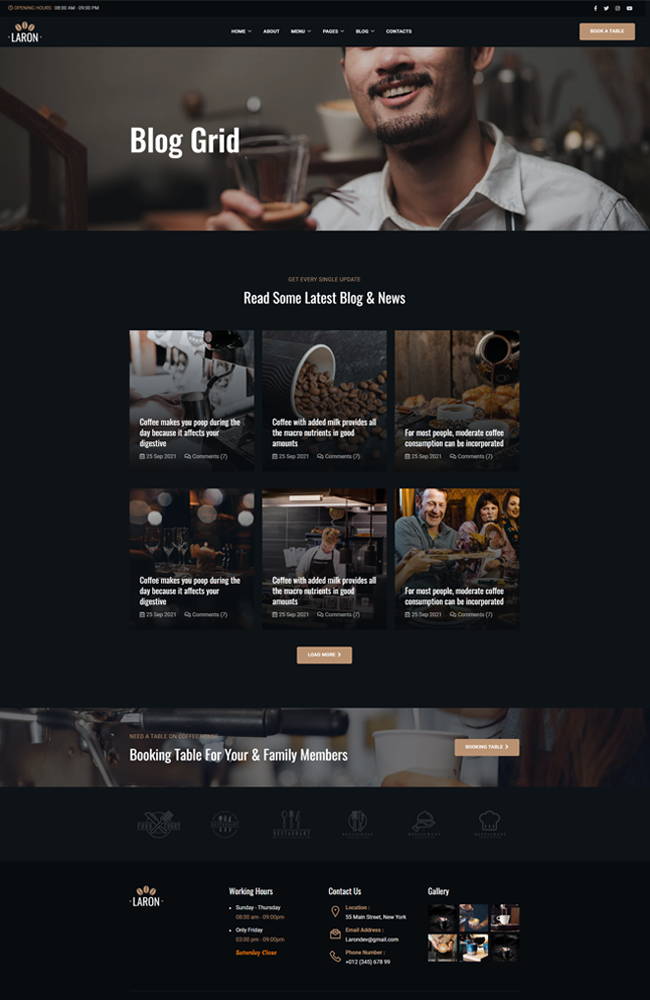 OPENING HOURS: 08:00 AM - 09:00 PM
LARON
HOME
ABOUT
MENU
PAGES
BLOG
CONTACTS
BOOK A TABLE
Blog Grid
GET EVERY SINGLE UPDATE
Read Some Latest Blog & News
Coffee makes you poop during the
day because it affects your
digestive
25 Sep 2021 Comments (7)
Coffee with added milk provides all
the macro nutrients in good
amounts
25 Sep 2021 Comments (7)
For most people, moderate coffee
consumption can be incorporated
25 Sep 2021 Comments (7)
Coffee makes you poop during the
day because it affects your
digestive
25 Sep 2021 Comments (7)
Coffee with added milk provides all
the macro nutrients in good
amounts
25 Sep 2021 Comments (7)
For most people, moderate coffee
consumption can be incorporated
25 Sep 2021 Comments (7)
LOAD MORE
NEED A TABLE ON COFFEE HOUSE
Booking Table For Your & Family Members
BOOKING TABLE
RESTAURANT
LARON
Working Hours
Sunday - Thursday
08:00 am - 09:00pm
Only Friday
03:00 pm - 09:00pm
Saturday Close
Contact Us
Location :
55 Main Street, New York
Email Address :
Larondev@gmail.com
Phone Number :
+012 (345) 678 99
Gallery